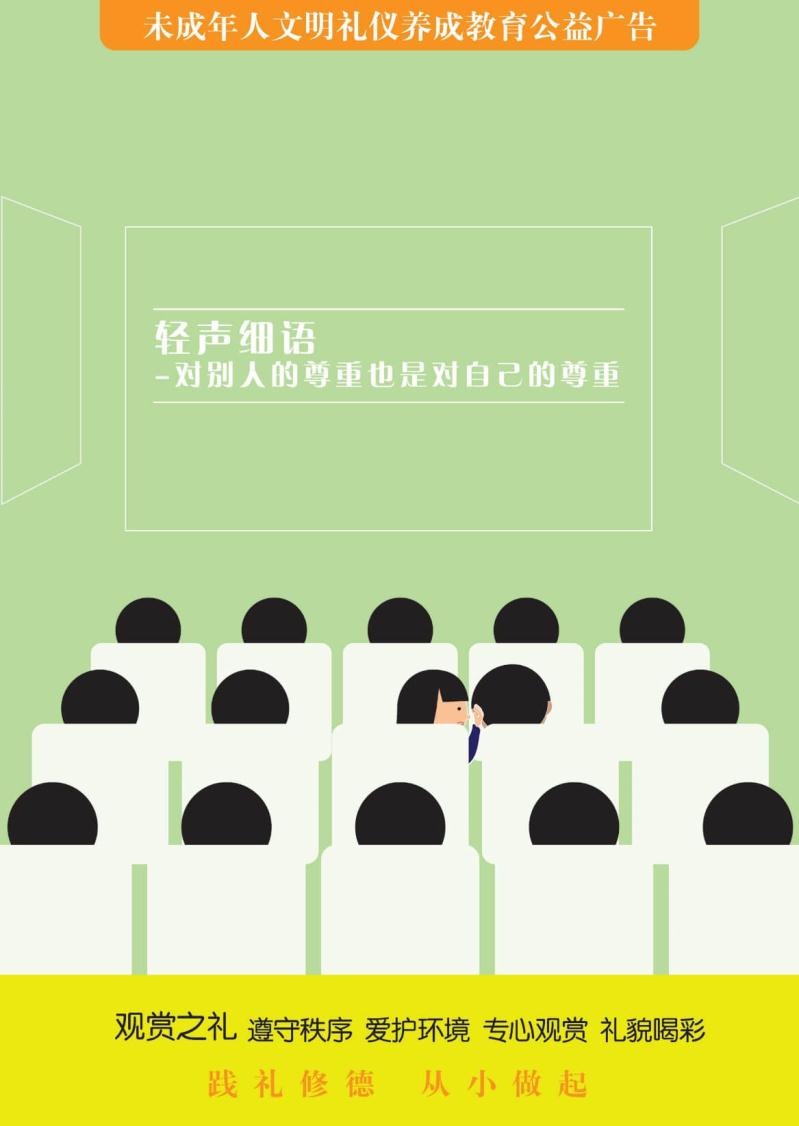 未成年人文明礼仪养成教育公益广告
轻声细语
-对别人的尊重也是对自己的尊重
观赏之礼 遵守秩序 爱护环境 专心观赏 礼貌喝彩
践礼修德 从小做起